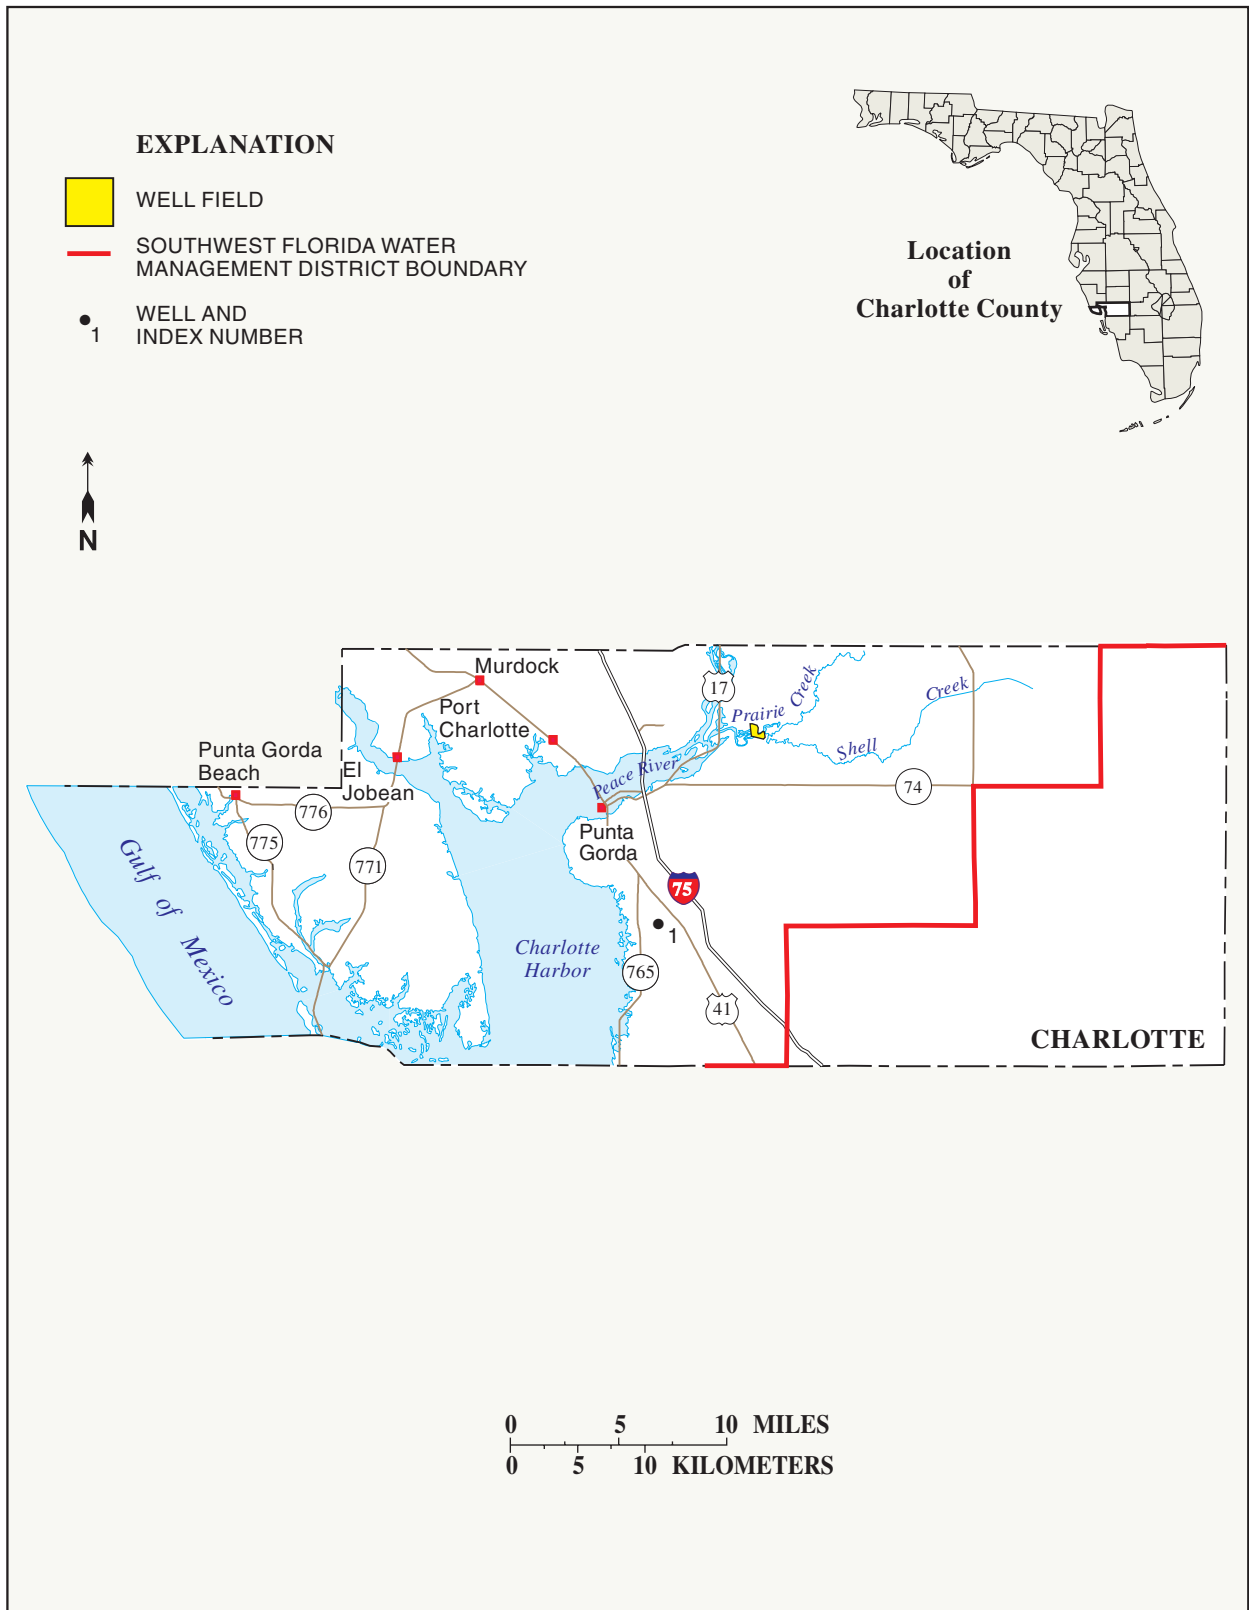 EXPLANATION
WELL FIELD
SOUTHWEST FLORIDA WATER
MANAGEMENT DISTRICT BOUNDARY
1
WELL AND
INDEX NUMBER
Location
of
Charlotte County
N
Murdock
17
Prairie Creek
Creek
Port
Charlotte
Shell
Punta Gorda
Beach
El
Jobean
Peace River
74
776
775
771
Punta
Gorda
Gulf of Mexico
75
1
Charlotte
Harbor
765
41
CHARLOTTE
0 5 10 MILES
0 5 10 KILOMETERS